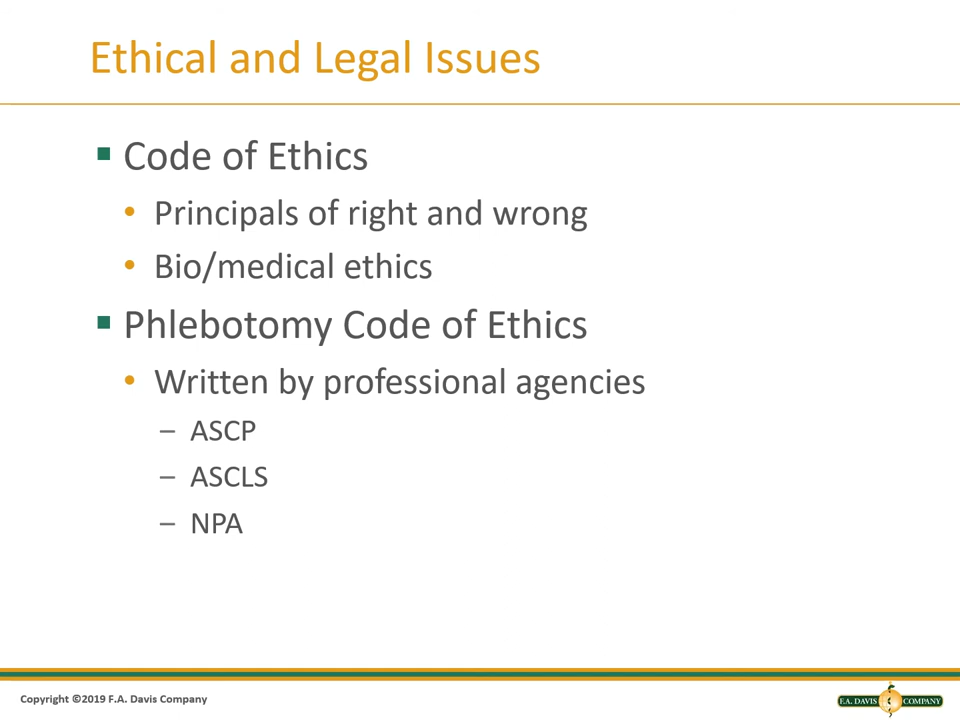 Ethical and Legal Issues
▪ Code of Ethics
• Principals of right and wrong
• Bio/medical ethics
▪ Phlebotomy Code of Ethics
• Written by professional agencies
– ASCP
– ASCLS
– NPA
Copyright ©2019 F.A. Davis Company
F.A. DAVIS COMPANY